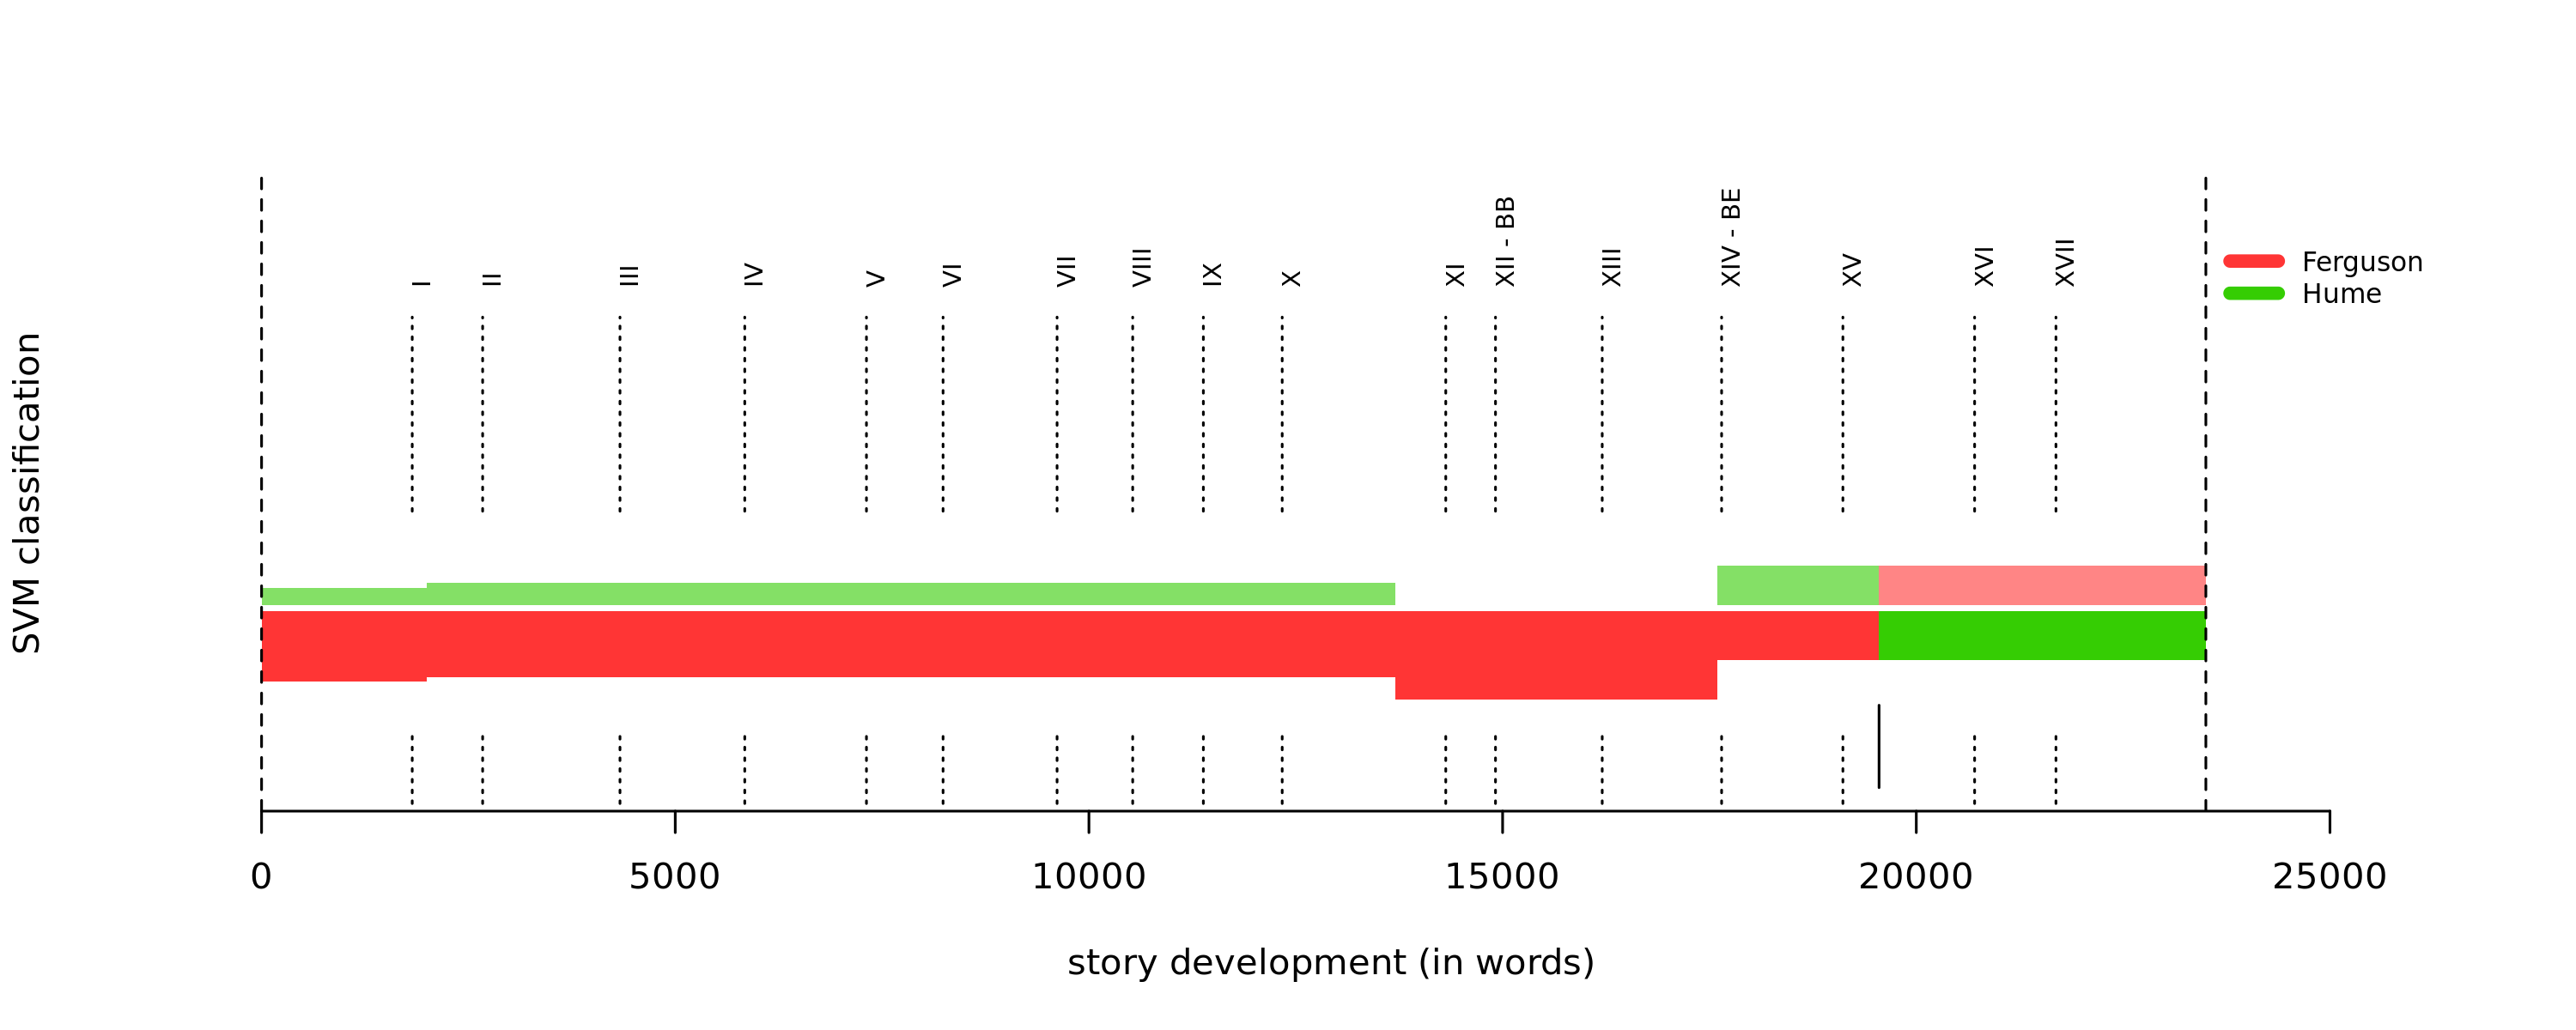 I
II
III
IV
V
VI
VII
VIII
IX
X
XI
XII - BB
XIII
XIV - BE
XV
XVI
XVII
Ferguson
Hume
SVM classification
0 5000 10000 15000 20000 25000
story development (in words)